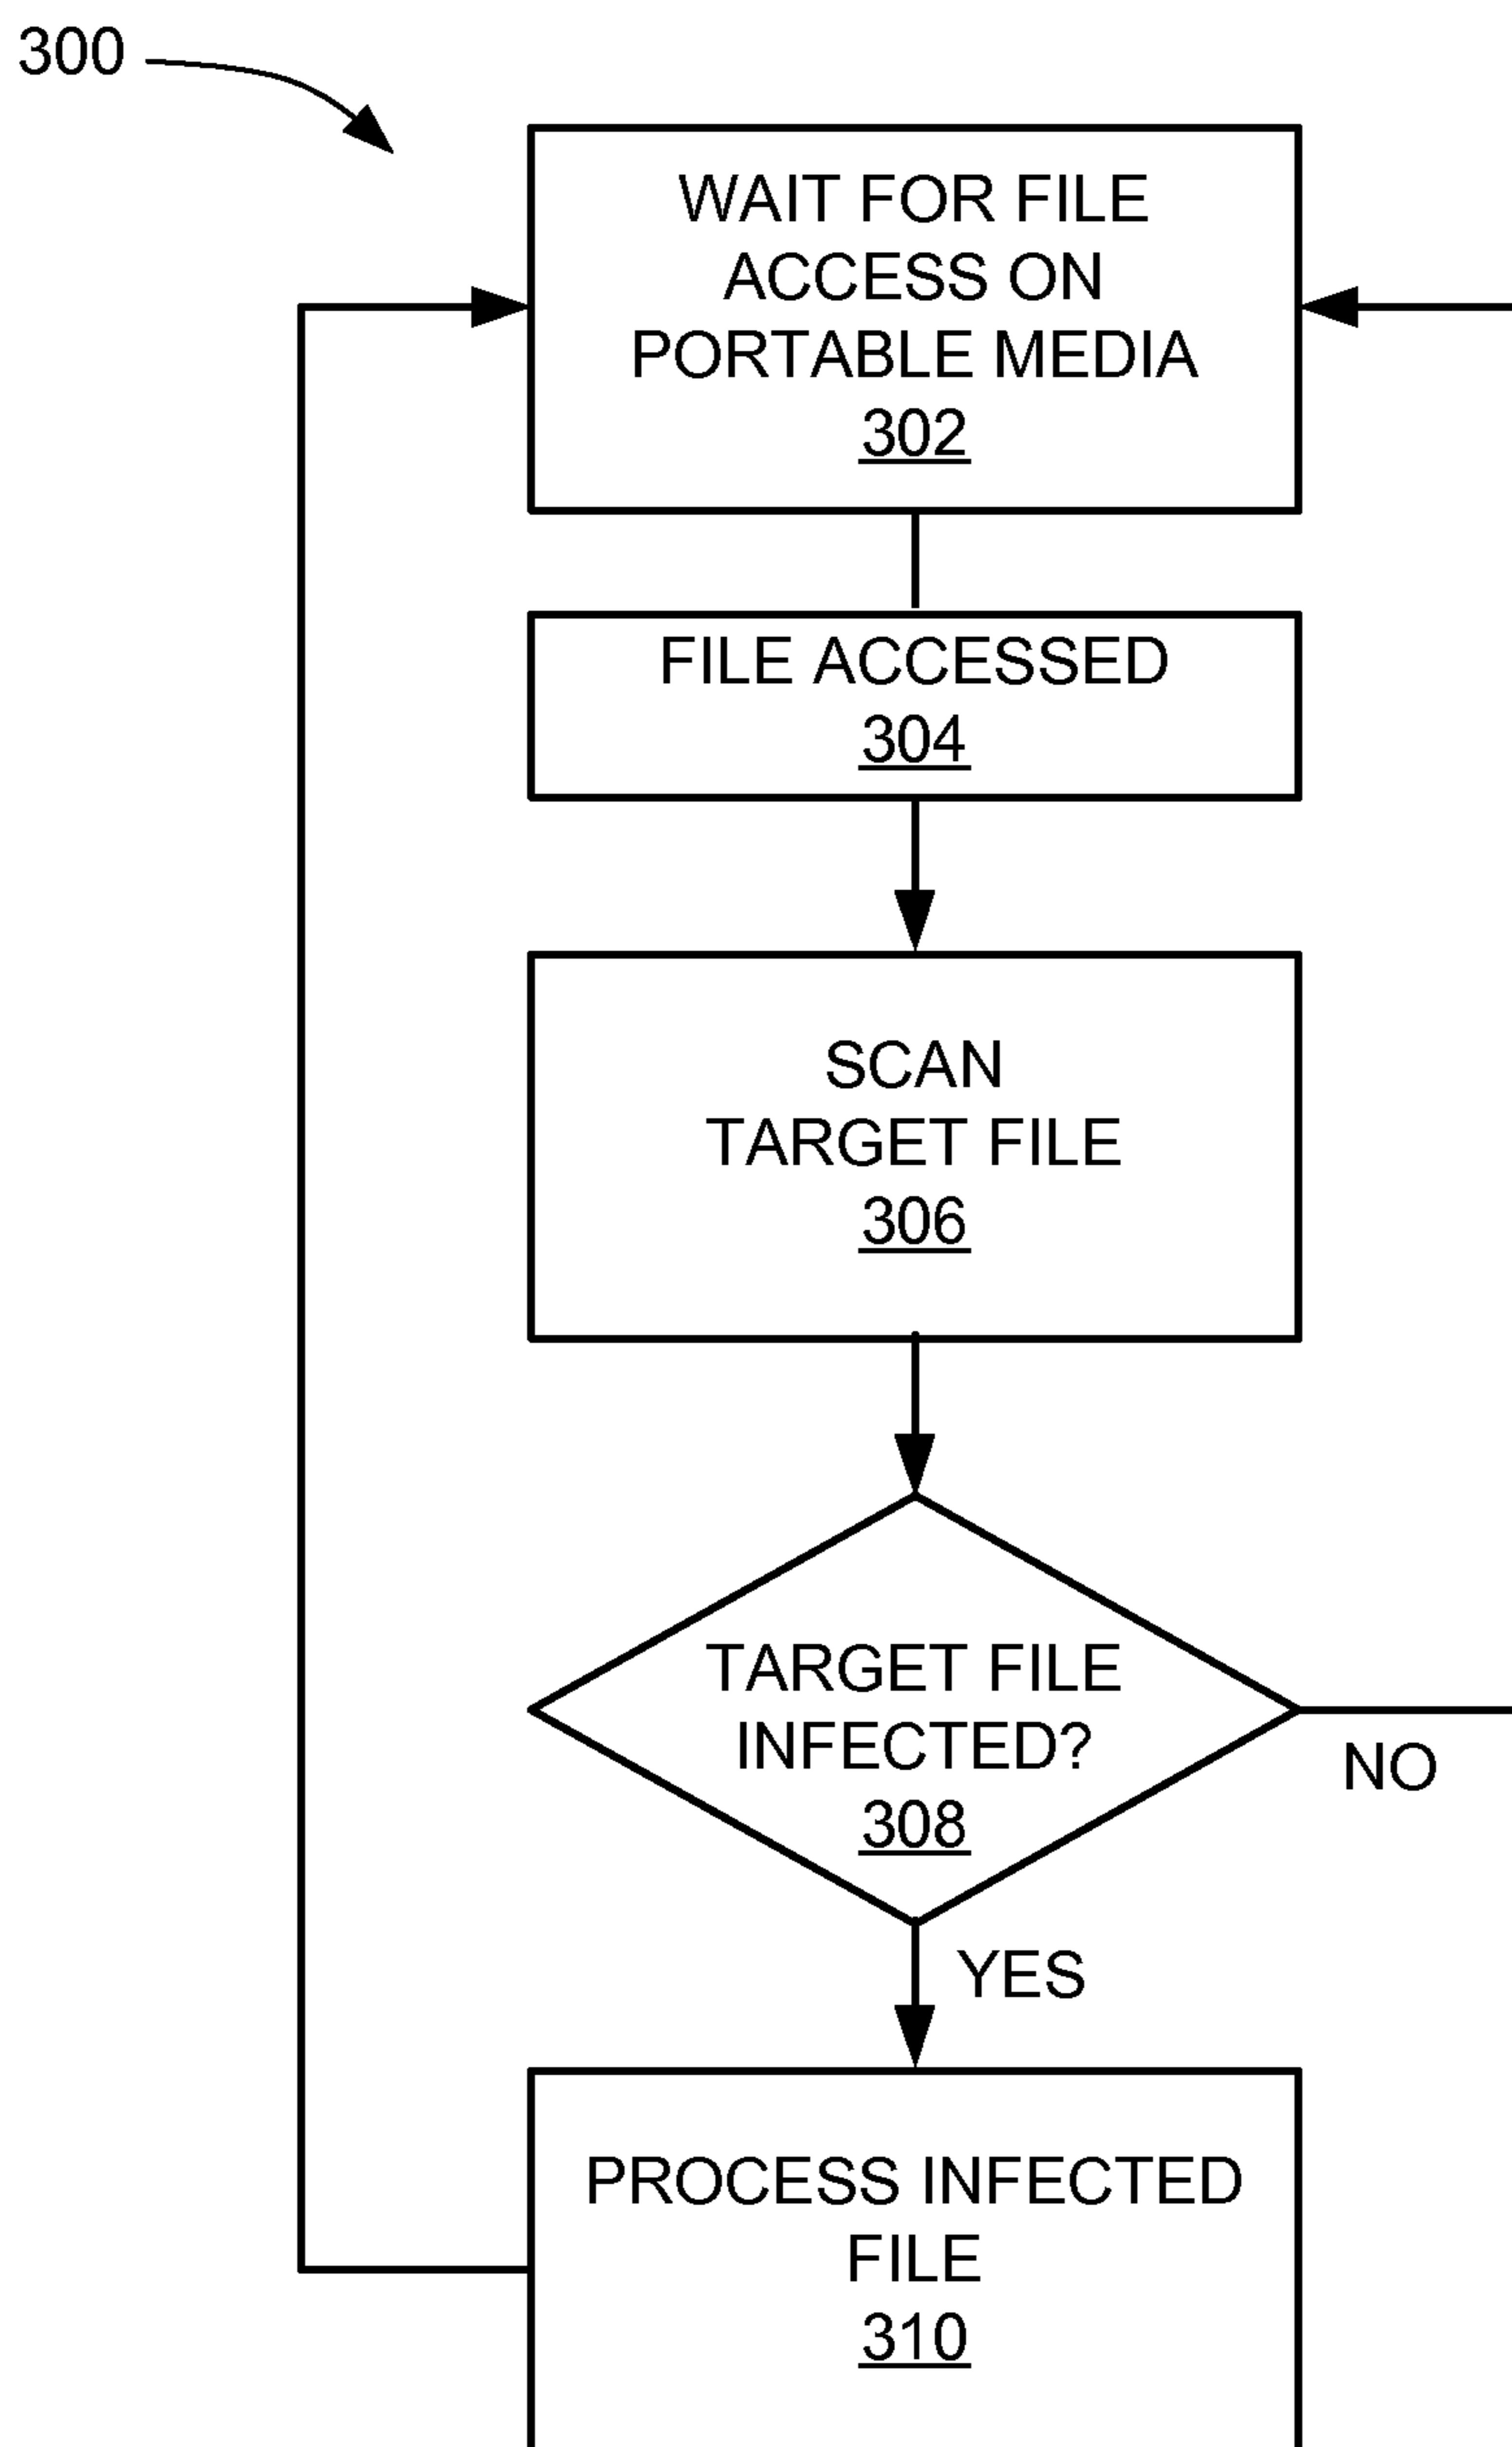 300
WAIT FOR FILE
ACCESS ON
PORTABLE MEDIA
302
FILE ACCESSED
304
SCAN
TARGET FILE
306
TARGET FILE
INFECTED?
308
NO
YES
PROCESS INFECTED
FILE
310